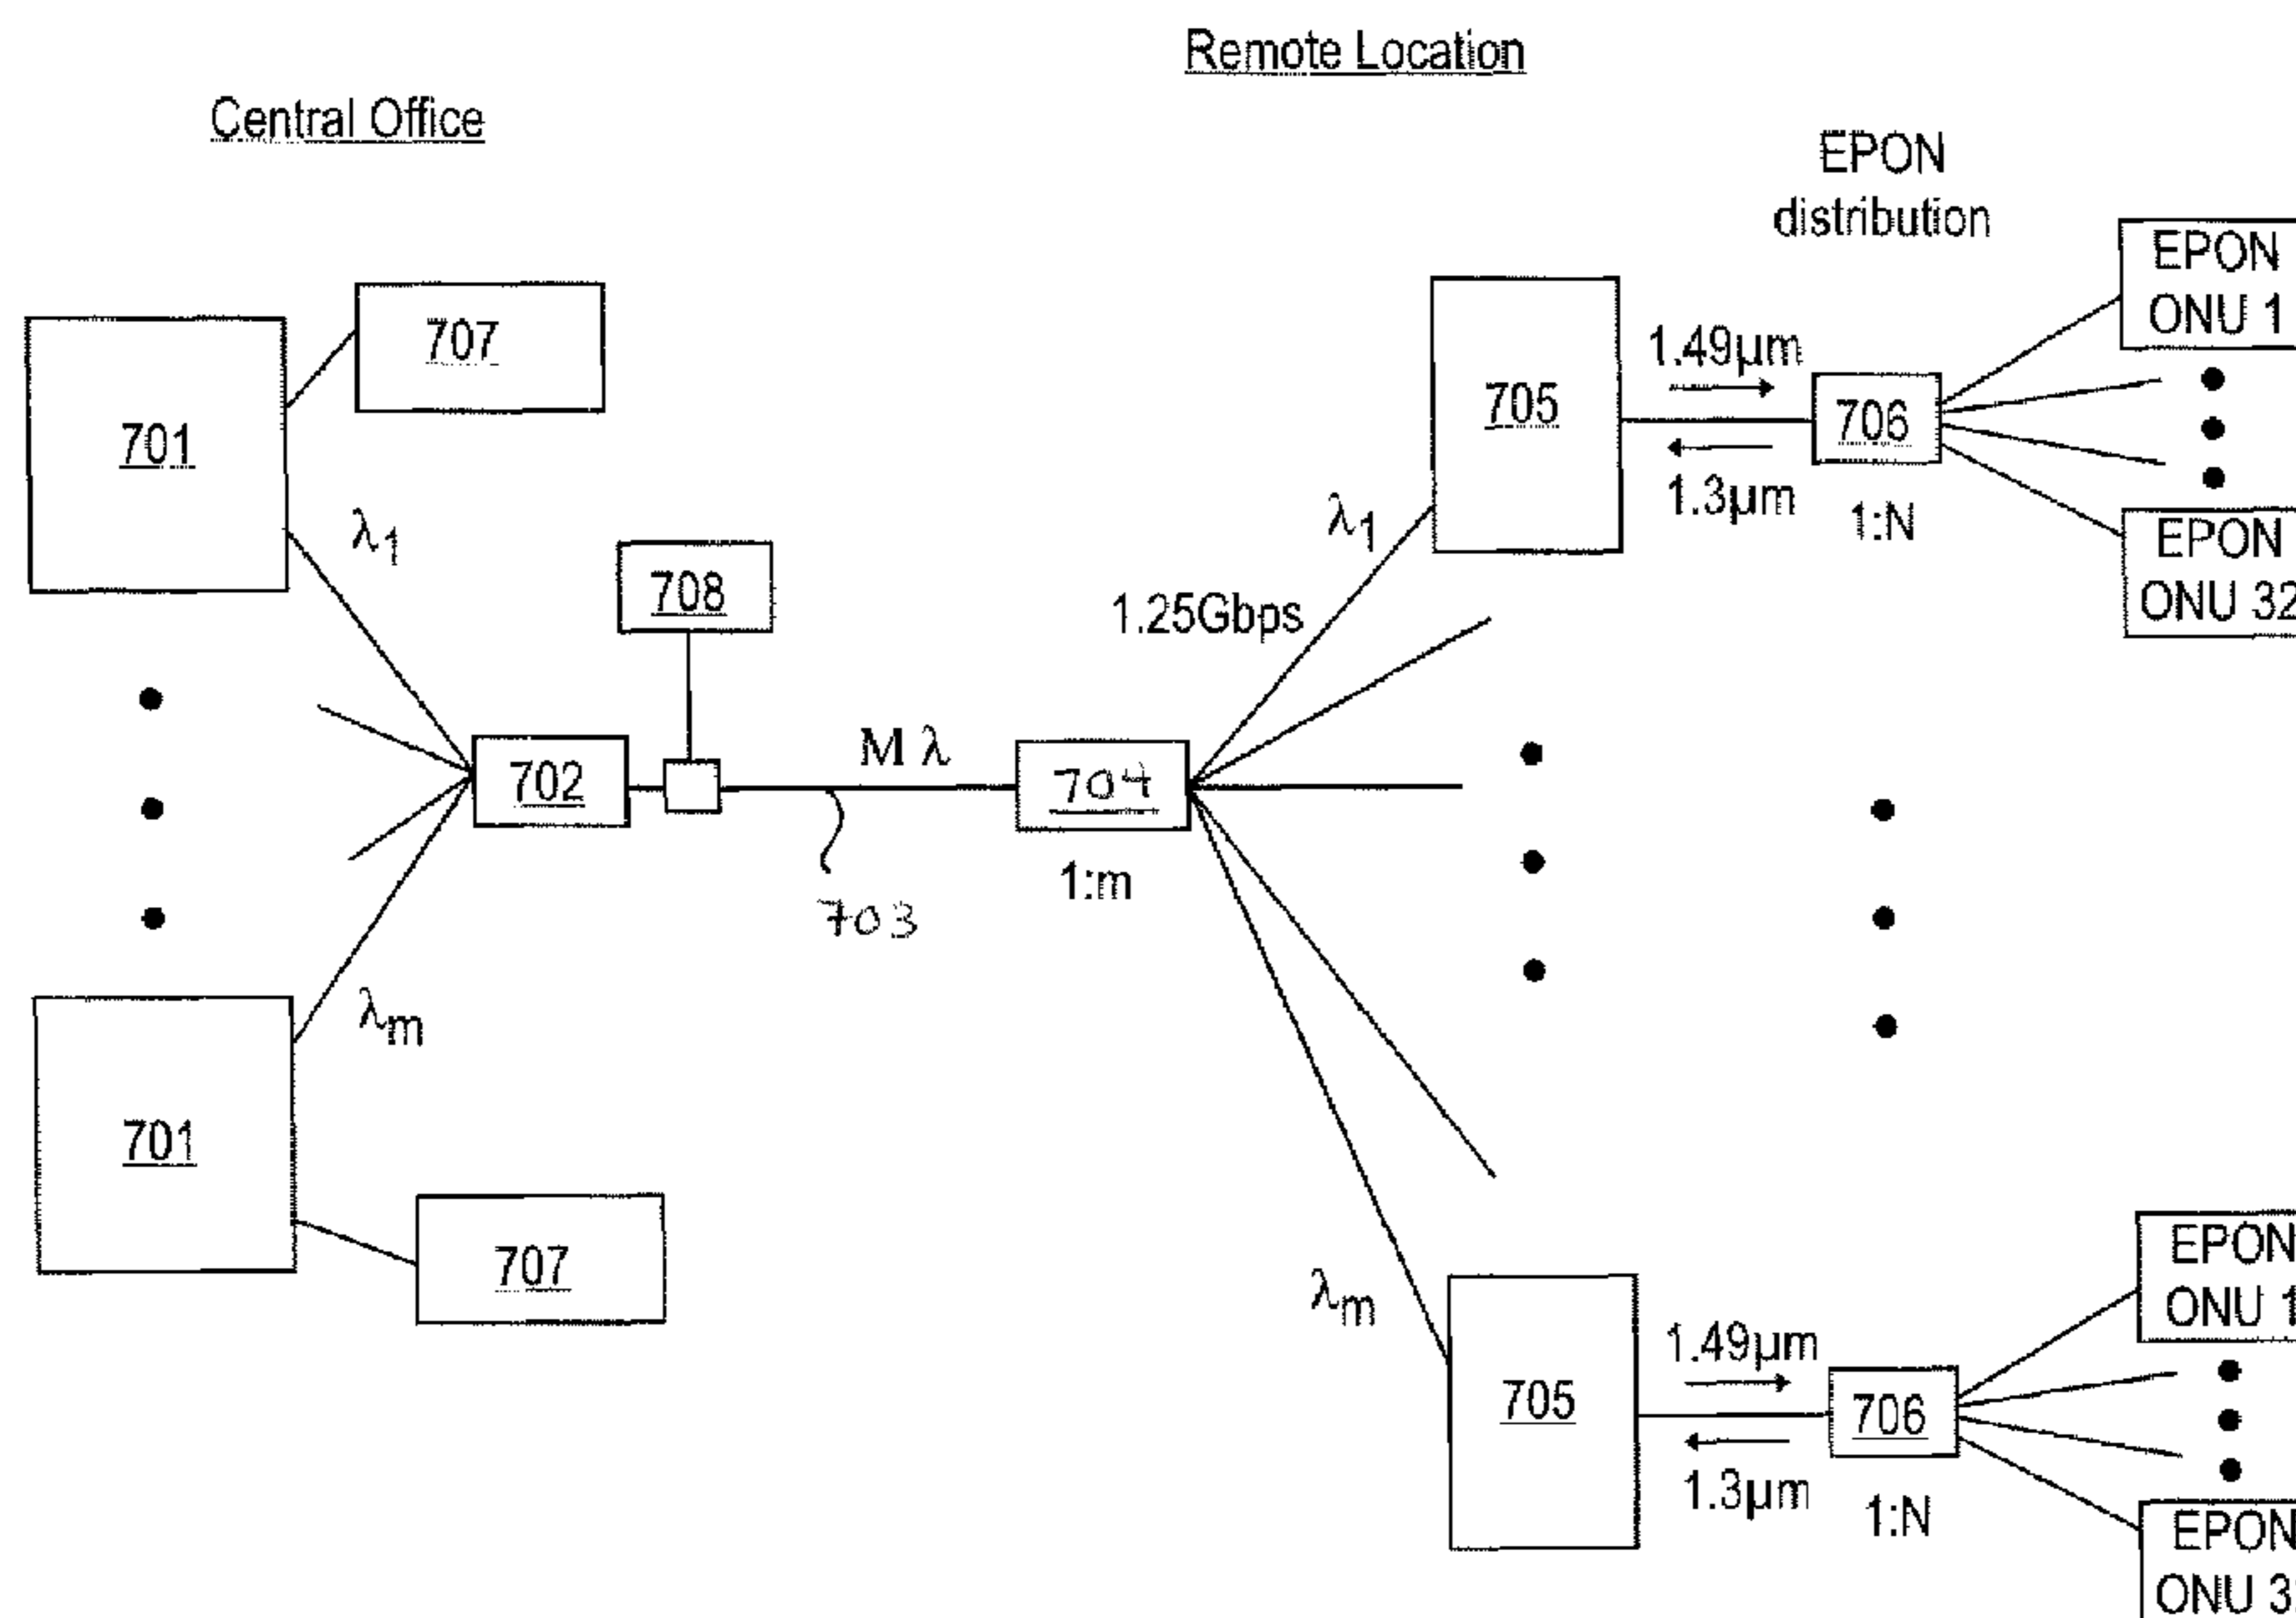 Remote Location
Central Office
EPON
distribution
EPON
ONU 1
707
1.49µm
701
705
706
1.3µm
λ1
λ1
1:N
EPON
ONU 32
708
1.25Gbps
M λ
702
704
1:m
703
λm
701
707
λm
EPON
ONU 1
1.49µm
705
706
1.3µm
1:N
EPON
ONU 3